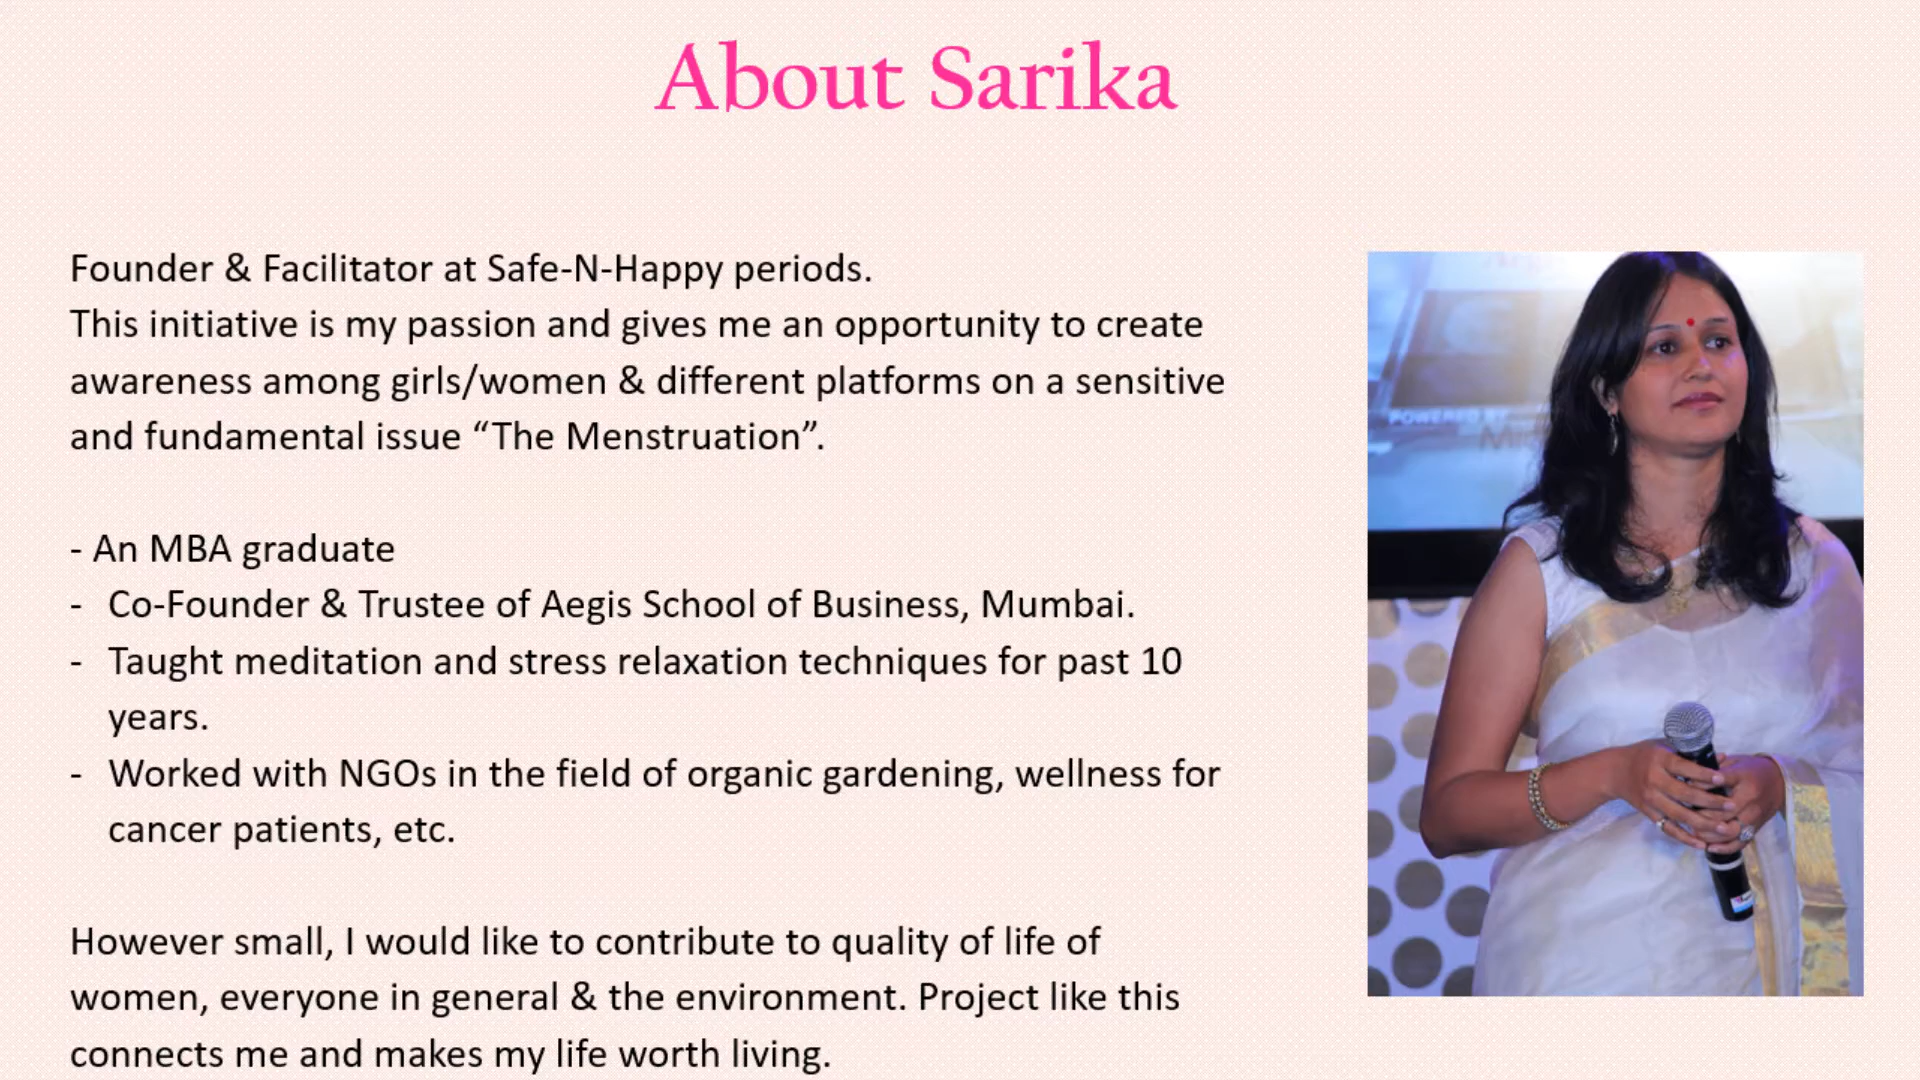 About Sarika
Founder & Facilitator at Safe-N-Happy periods.
This initiative is my passion and gives me an opportunity to create
awareness among girls/women & different platforms on a sensitive
and fundamental issue “The Menstruation”.
- An MBA graduate
- Co-Founder & Trustee of Aegis School of Business, Mumbai.
- Taught meditation and stress relaxation techniques for past 10
years.
- Worked with NGOs in the field of organic gardening, wellness for
cancer patients, etc.
However small, I would like to contribute to quality of life of
women, everyone in general & the environment. Project like this
connects me and makes my life worth living.
POWERED BY